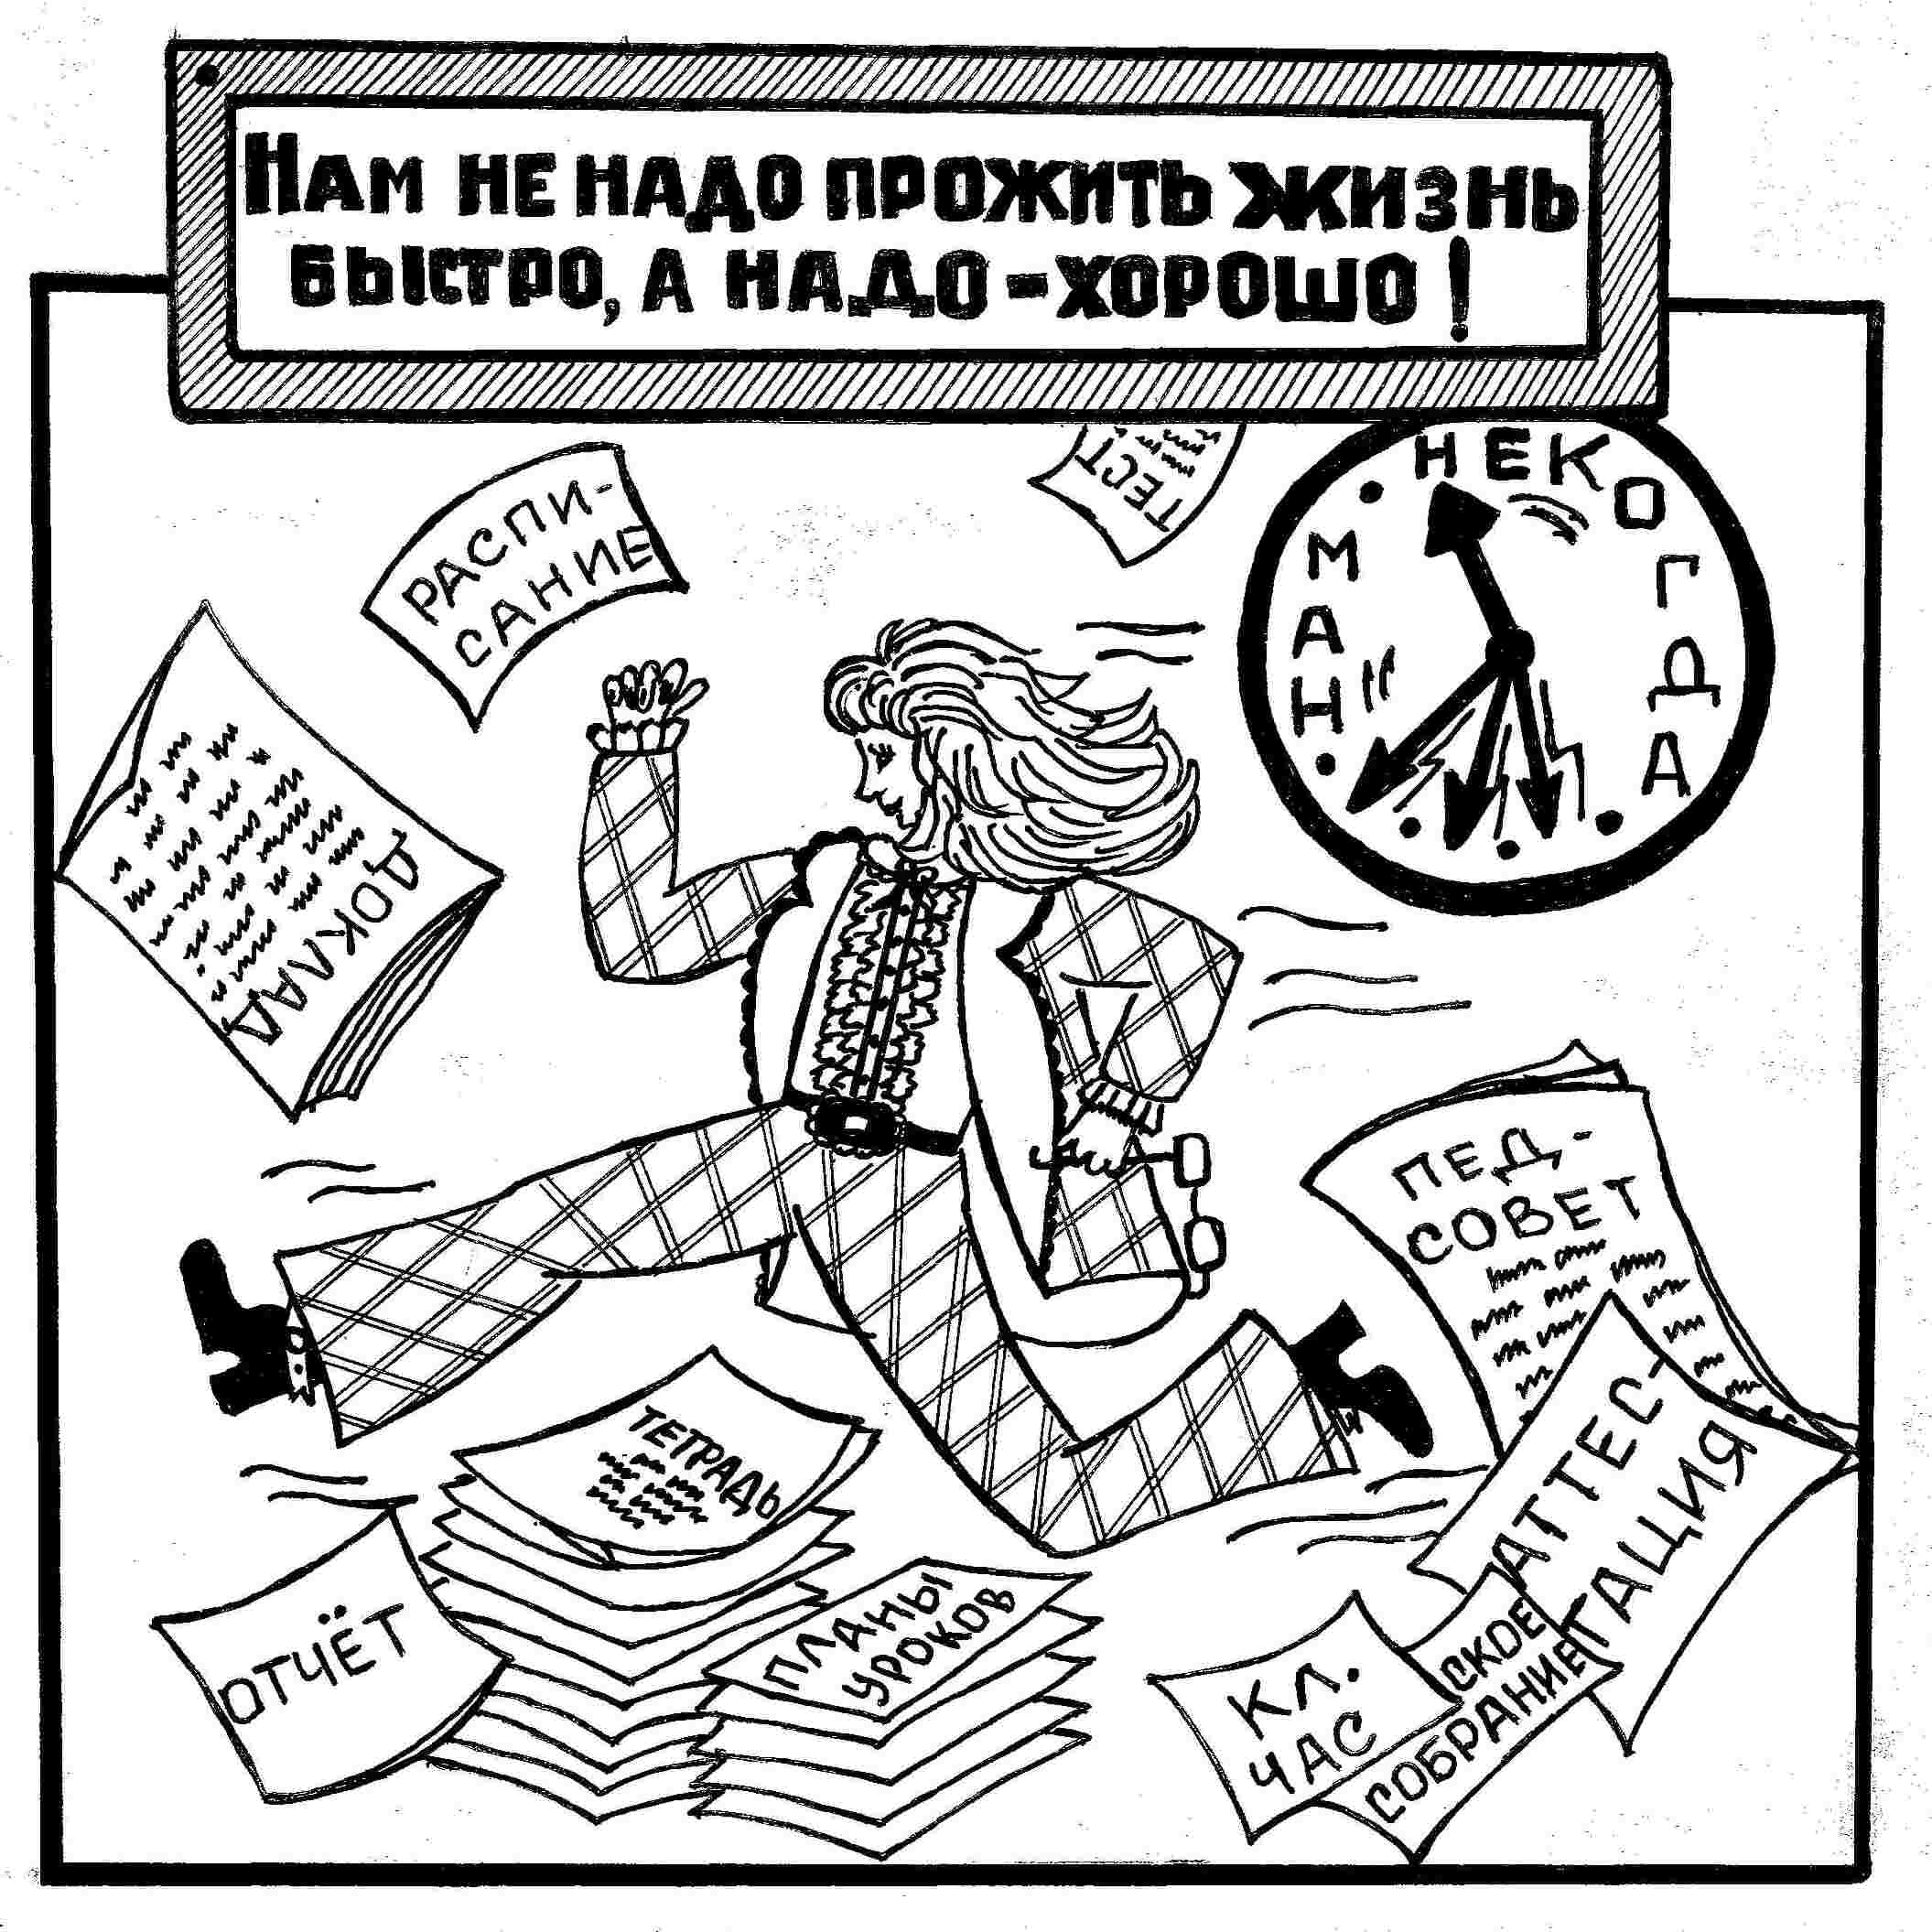 НАМ НЕ НАДО ПРОЖИТЬ ЖИЗНЬ
БЫСТРО, А НАДО - ХОРОШО!
РАСПИ-
САНИЕ
ТЕСТ
НЕКОГДА
МАН
ДОКЛАД
ПЕД-
СОВЕТ
АТТЕС-
ТАЦИЯ
ТЕТРАДЬ
ПЛАНЫ
УРОКОВ
ОТЧЁТ
КЛ.
ЧАС
СКОЕ
СОБРАНИЕ